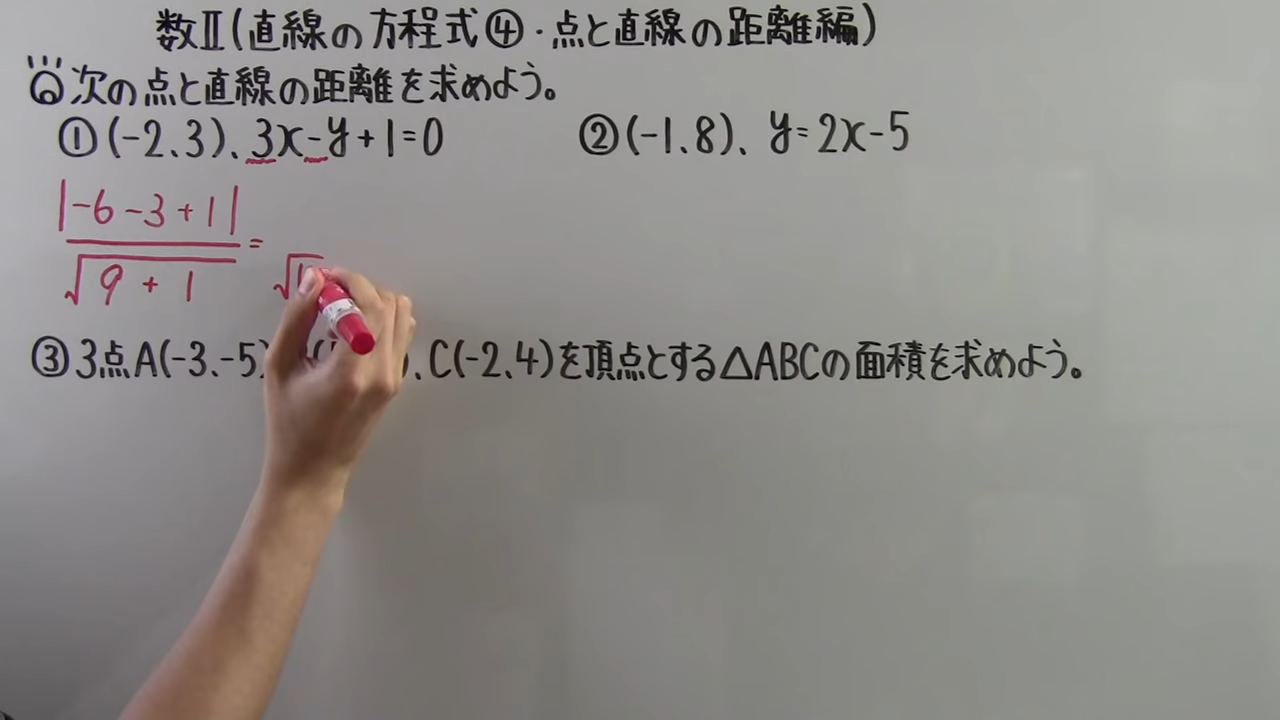 数Ⅱ(直線の方程式④・点と直線の距離編)
Q次の点と直線の距離を求めよう。
①(-2、3)、3x-y+1=0
②(-1、8)、y=2x-5
|-6-3+1|
√9+1
=
√1
③3点A(-3、-5) 、C(-2、4)を頂点とする△ABCの面積を求めよう。